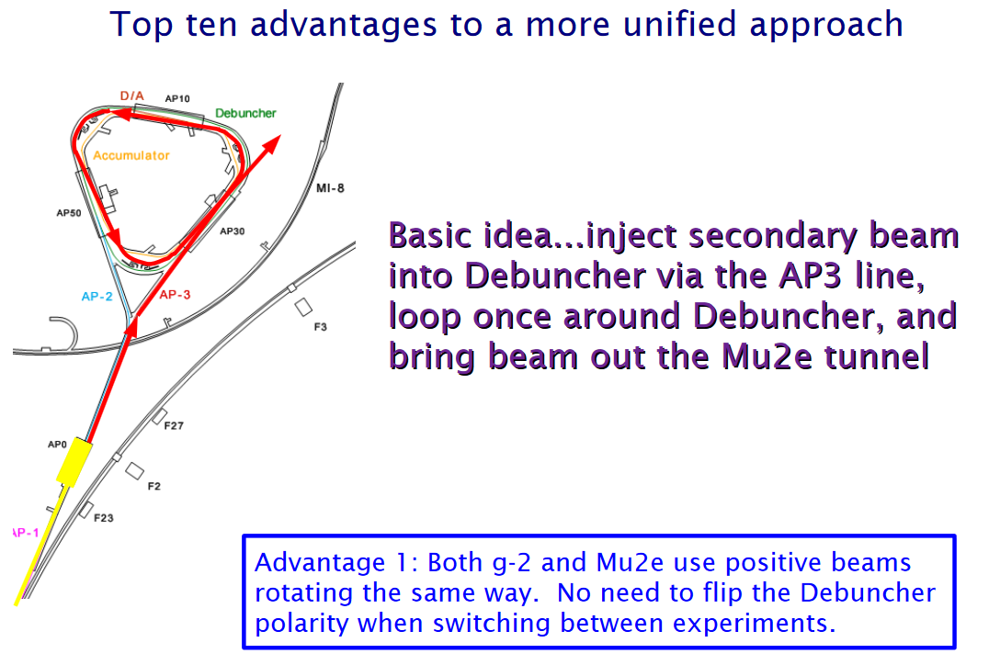 Top ten advantages to a more unified approach
D/A
AP10
Debuncher
Accumulator
MI-8
AP50
AP30
AP-2
AP-3
F3
F27
AP0
F2
F23
AP-1
Basic idea...inject secondary beam
into Debuncher via the AP3 line,
loop once around Debuncher, and
bring beam out the Mu2e tunnel
Advantage 1: Both g-2 and Mu2e use positive beams
rotating the same way.  No need to flip the Debuncher
polarity when switching between experiments.